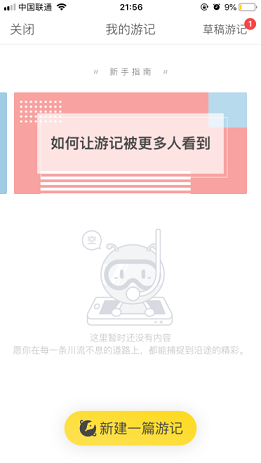 中国联通
21:56
9%
关闭
我的游记
草稿游记
1
新手指南
如何让游记被更多人看到
空
这里暂时还没有内容
愿你在每一条川流不息的道路上，都能捕捉到沿途的精彩。
新建一篇游记